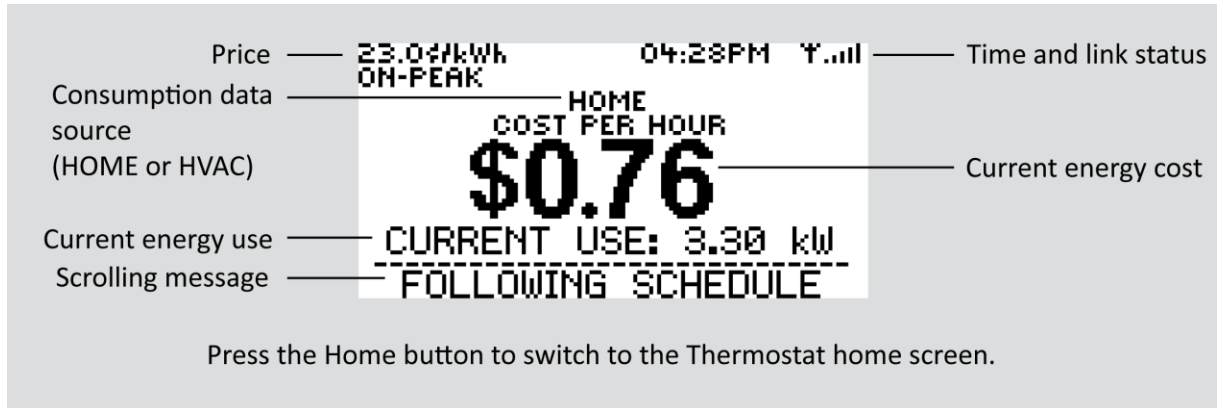 Price
23.0¢/kWh
04:28PM
Time and link status
ON-PEAK
Consumption data
source
(HOME or HVAC)
HOME
COST PER HOUR
$0.76
Current energy cost
Current energy use
CURRENT USE: 3.30 kW
Scrolling message
FOLLOWING SCHEDULE
Press the Home button to switch to the Thermostat home screen.